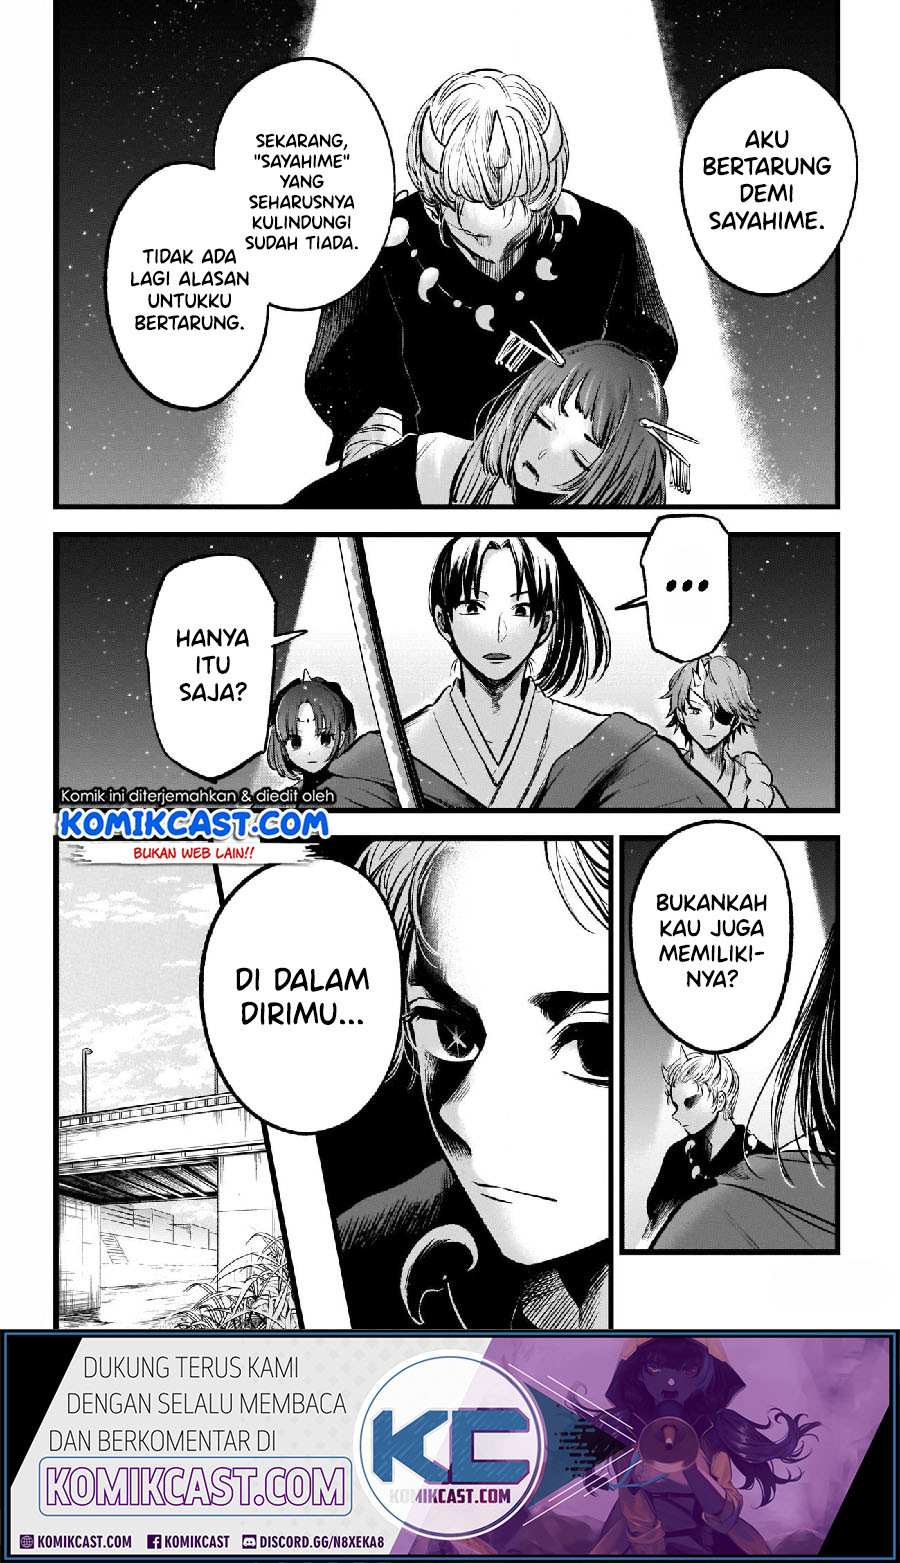 AKU
BERTARUNG
DEMI
SAYAHIME.
SEKARANG,
"SAYAHIME"
YANG
SEHARUSNYA
KULINDUNGI
SUDAH TIADA.
TIDAK ADA
LAGI ALASAN
UNTUKKU
BERTARUNG.
...
HANYA
ITU
SAJA?
Komik ini diterjemahkan & diedit oleh
KOMIKCAST.COM
BUKAN WEB LAIN!!
BUKANKAH
KAU JUGA
MEMILIKI-
NYA?
DI DALAM
DIRIMU...
DUKUNG TERUS KAMI
DENGAN SELALU MEMBACA
DAN BERKOMENTAR DI
KOMIKCAST.COM
KC
KOMIKCAST.COM
KOMIKCAST.COM
KOMIKCAST
DISCORD.GG/N8XEKA8